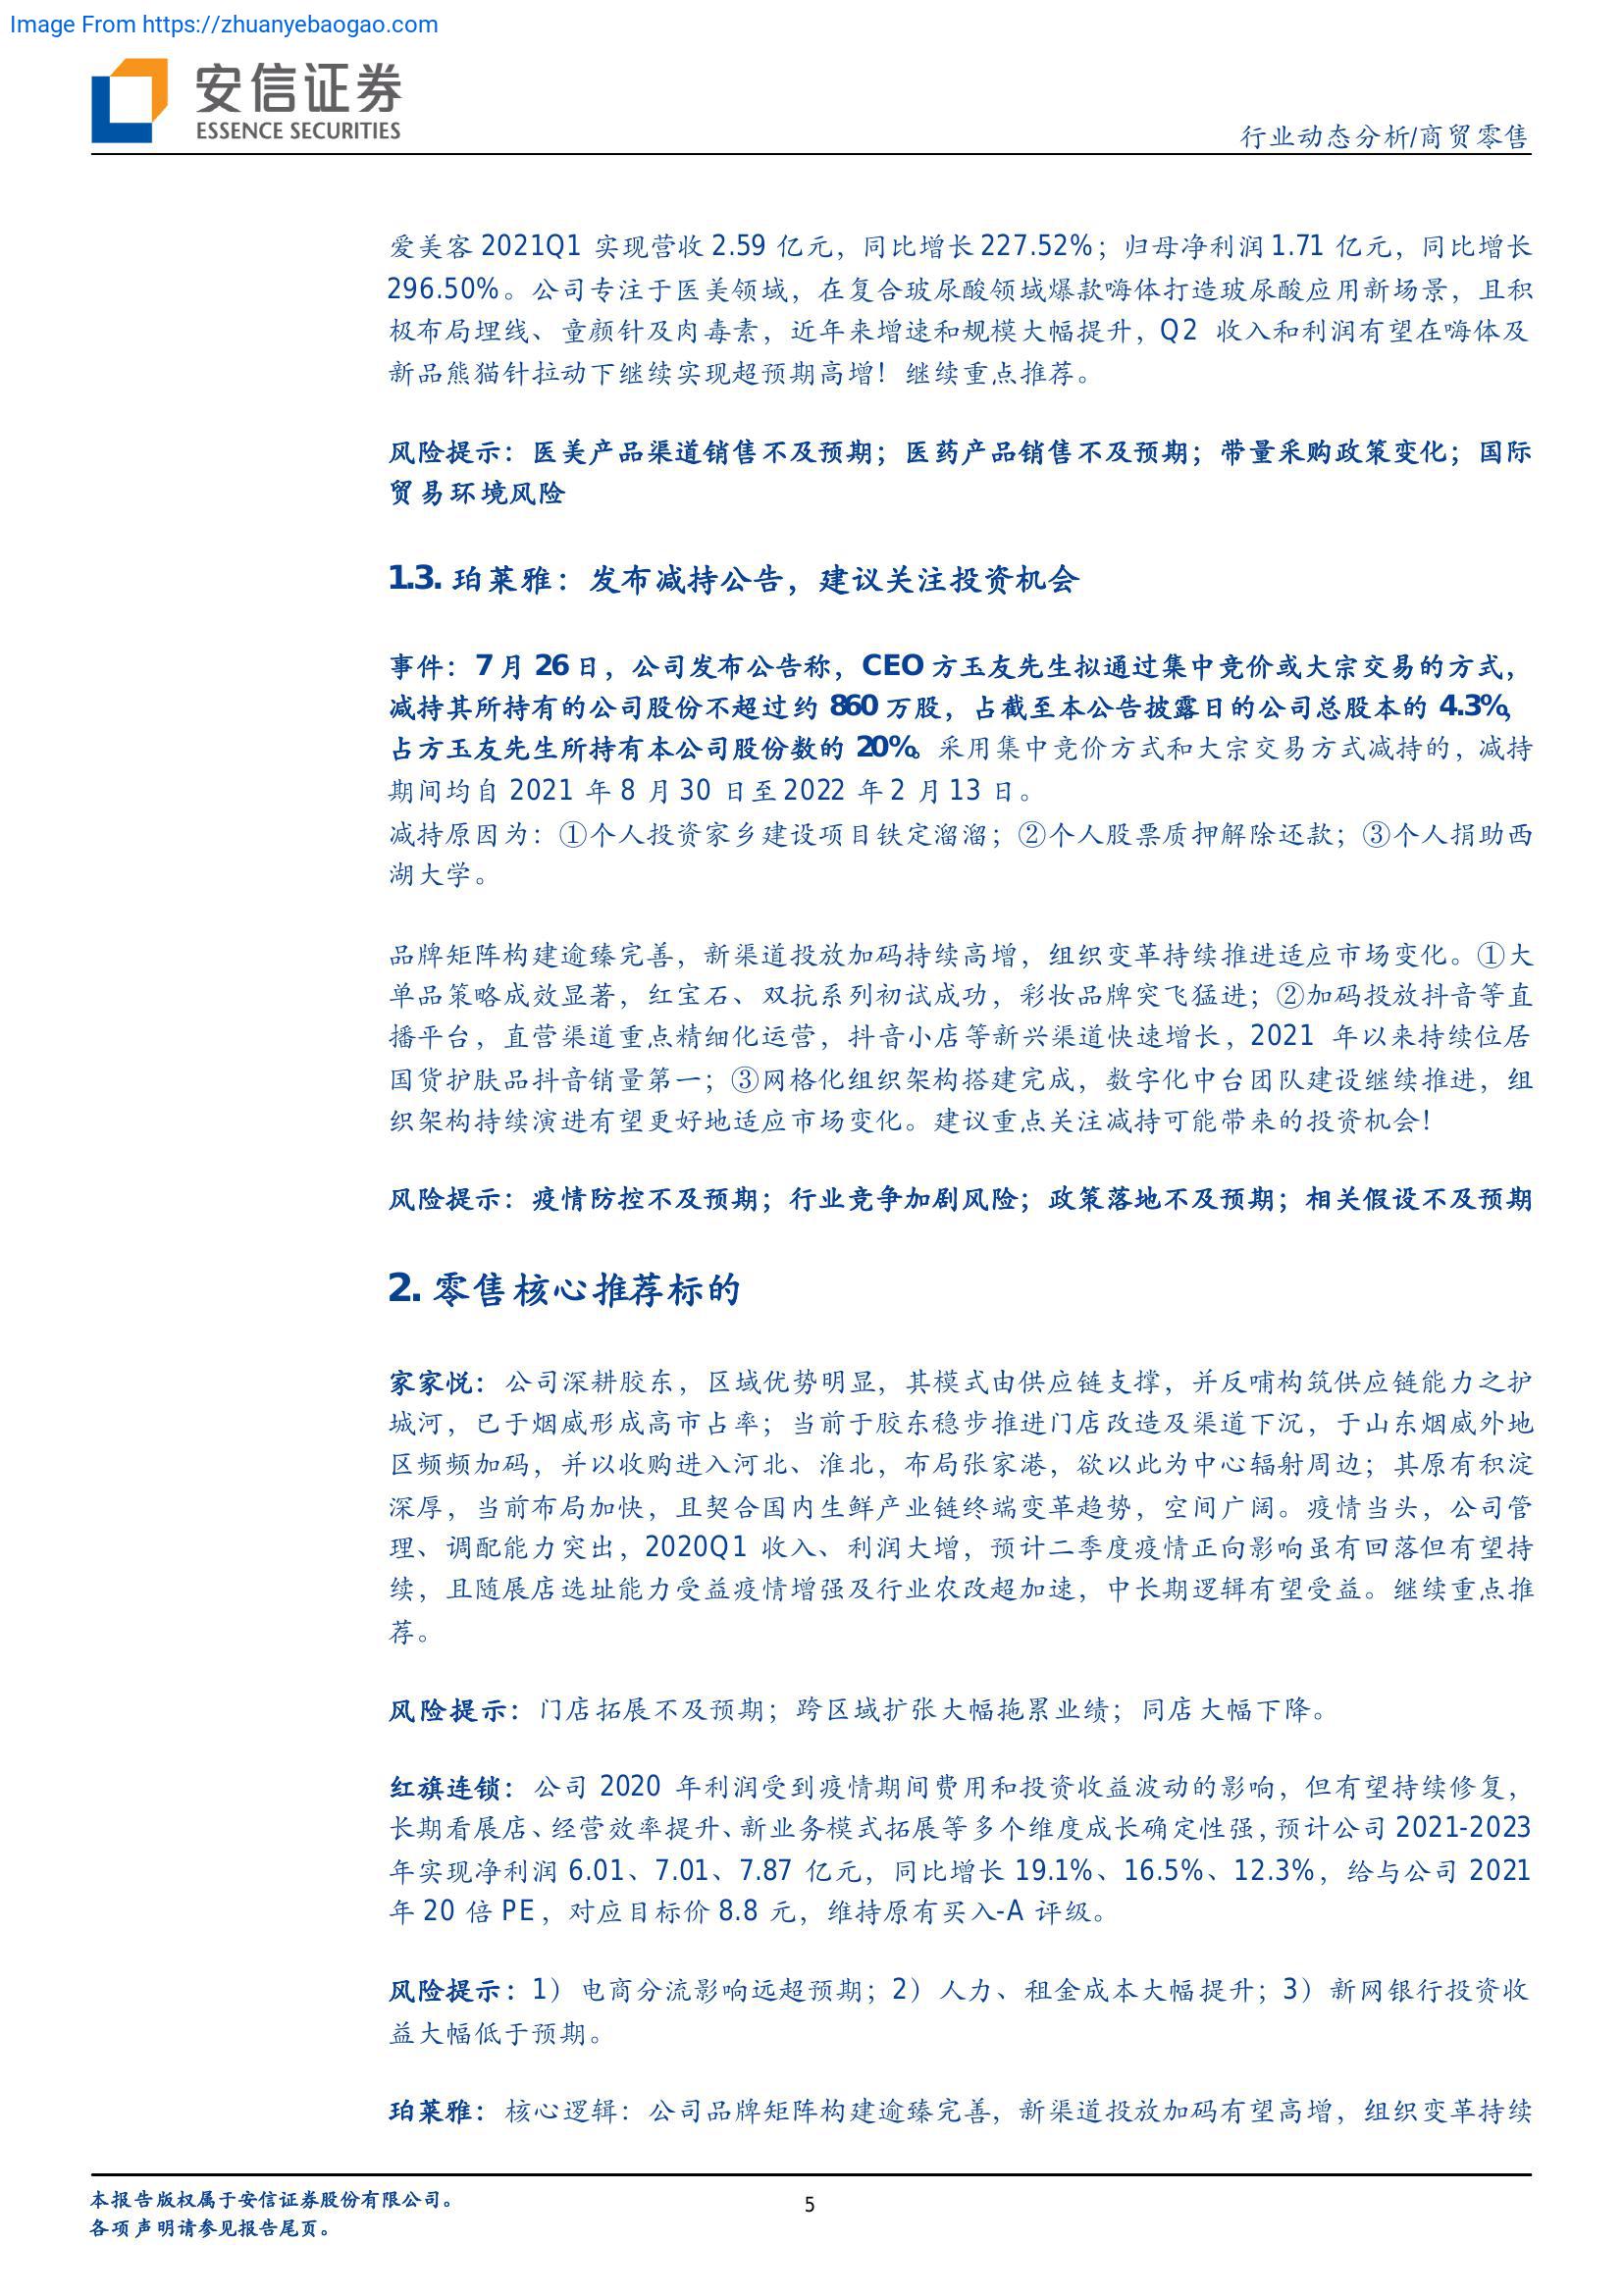 Image From https://zhuanyebaogao.com
安信证券
ESSENCE SECURITIES
行业动态分析/商贸零售
爱美客 2021Q1 实现营收 2.59 亿元，同比增长 227.52%；归母净利润 1.71 亿元，同比增长
296.50%。公司专注于医美领域，在复合玻尿酸领域爆款嗨体打造玻尿酸应用新场景，且积
极布局埋线、童颜针及肉毒素，近年来增速和规模大幅提升，Q2 收入和利润有望在嗨体及
新品熊猫针拉动下继续实现超预期高增！继续重点推荐。
风险提示：医美产品渠道销售不及预期；医药产品销售不及预期；带量采购政策变化；国际
贸易环境风险
1.3. 珀莱雅：发布减持公告，建议关注投资机会
事件：7 月 26 日，公司发布公告称，CEO 方玉友先生拟通过集中竞价或大宗交易的方式，
减持其所持有的公司股份不超过约 860 万股，占截至本公告披露日的公司总股本的 4.3%，
占方玉友先生所持有本公司股份数的 20%。采用集中竞价方式和大宗交易方式减持的，减持
期间均自 2021 年 8 月 30 日至 2022 年 2 月 13 日。
减持原因为：①个人投资家乡建设项目铁定溜溜；②个人股票质押解除还款；③个人捐助西
湖大学。
品牌矩阵构建逾臻完善，新渠道投放加码持续高增，组织变革持续推进适应市场变化。①大
单品策略成效显著，红宝石、双抗系列初试成功，彩妆品牌突飞猛进；②加码投放抖音等直
播平台，直营渠道重点精细化运营，抖音小店等新兴渠道快速增长，2021 年以来持续位居
国货护肤品抖音销量第一；③网格化组织架构搭建完成，数字化中台团队建设继续推进，组
织架构持续演进有望更好地适应市场变化。建议重点关注减持可能带来的投资机会！
风险提示：疫情防控不及预期；行业竞争加剧风险；政策落地不及预期；相关假设不及预期
2. 零售核心推荐标的
家家悦：公司深耕胶东，区域优势明显，其模式由供应链支撑，并反哺构筑供应链能力之护
城河，已于烟威形成高市占率；当前于胶东稳步推进门店改造及渠道下沉，于山东烟威外地
区频频加码，并以收购进入河北、淮北，布局张家港，欲以此为中心辐射周边；其原有积淀
深厚，当前布局加快，且契合国内生鲜产业链终端变革趋势，空间广阔。疫情当头，公司管
理、调配能力突出，2020Q1 收入、利润大增，预计二季度疫情正向影响虽有回落但有望持
续，且随展店选址能力受益疫情增强及行业农改超加速，中长期逻辑有望受益。继续重点推
荐。
风险提示：门店拓展不及预期；跨区域扩张大幅拖累业绩；同店大幅下降。
红旗连锁：公司 2020 年利润受到疫情期间费用和投资收益波动的影响，但有望持续修复，
长期看展店、经营效率提升、新业务模式拓展等多个维度成长确定性强，预计公司 2021-2023
年实现净利润 6.01、7.01、7.87 亿元，同比增长 19.1%、16.5%、12.3%，给与公司 2021
年 20 倍 PE，对应目标价 8.8 元，维持原有买入-A 评级。
风险提示：1）电商分流影响远超预期；2）人力、租金成本大幅提升；3）新网银行投资收
益大幅低于预期。
珀莱雅：核心逻辑：公司品牌矩阵构建逾臻完善，新渠道投放加码有望高增，组织变革持续
本报告版权属于安信证券股份有限公司。
各项声明请参见报告尾页。
5